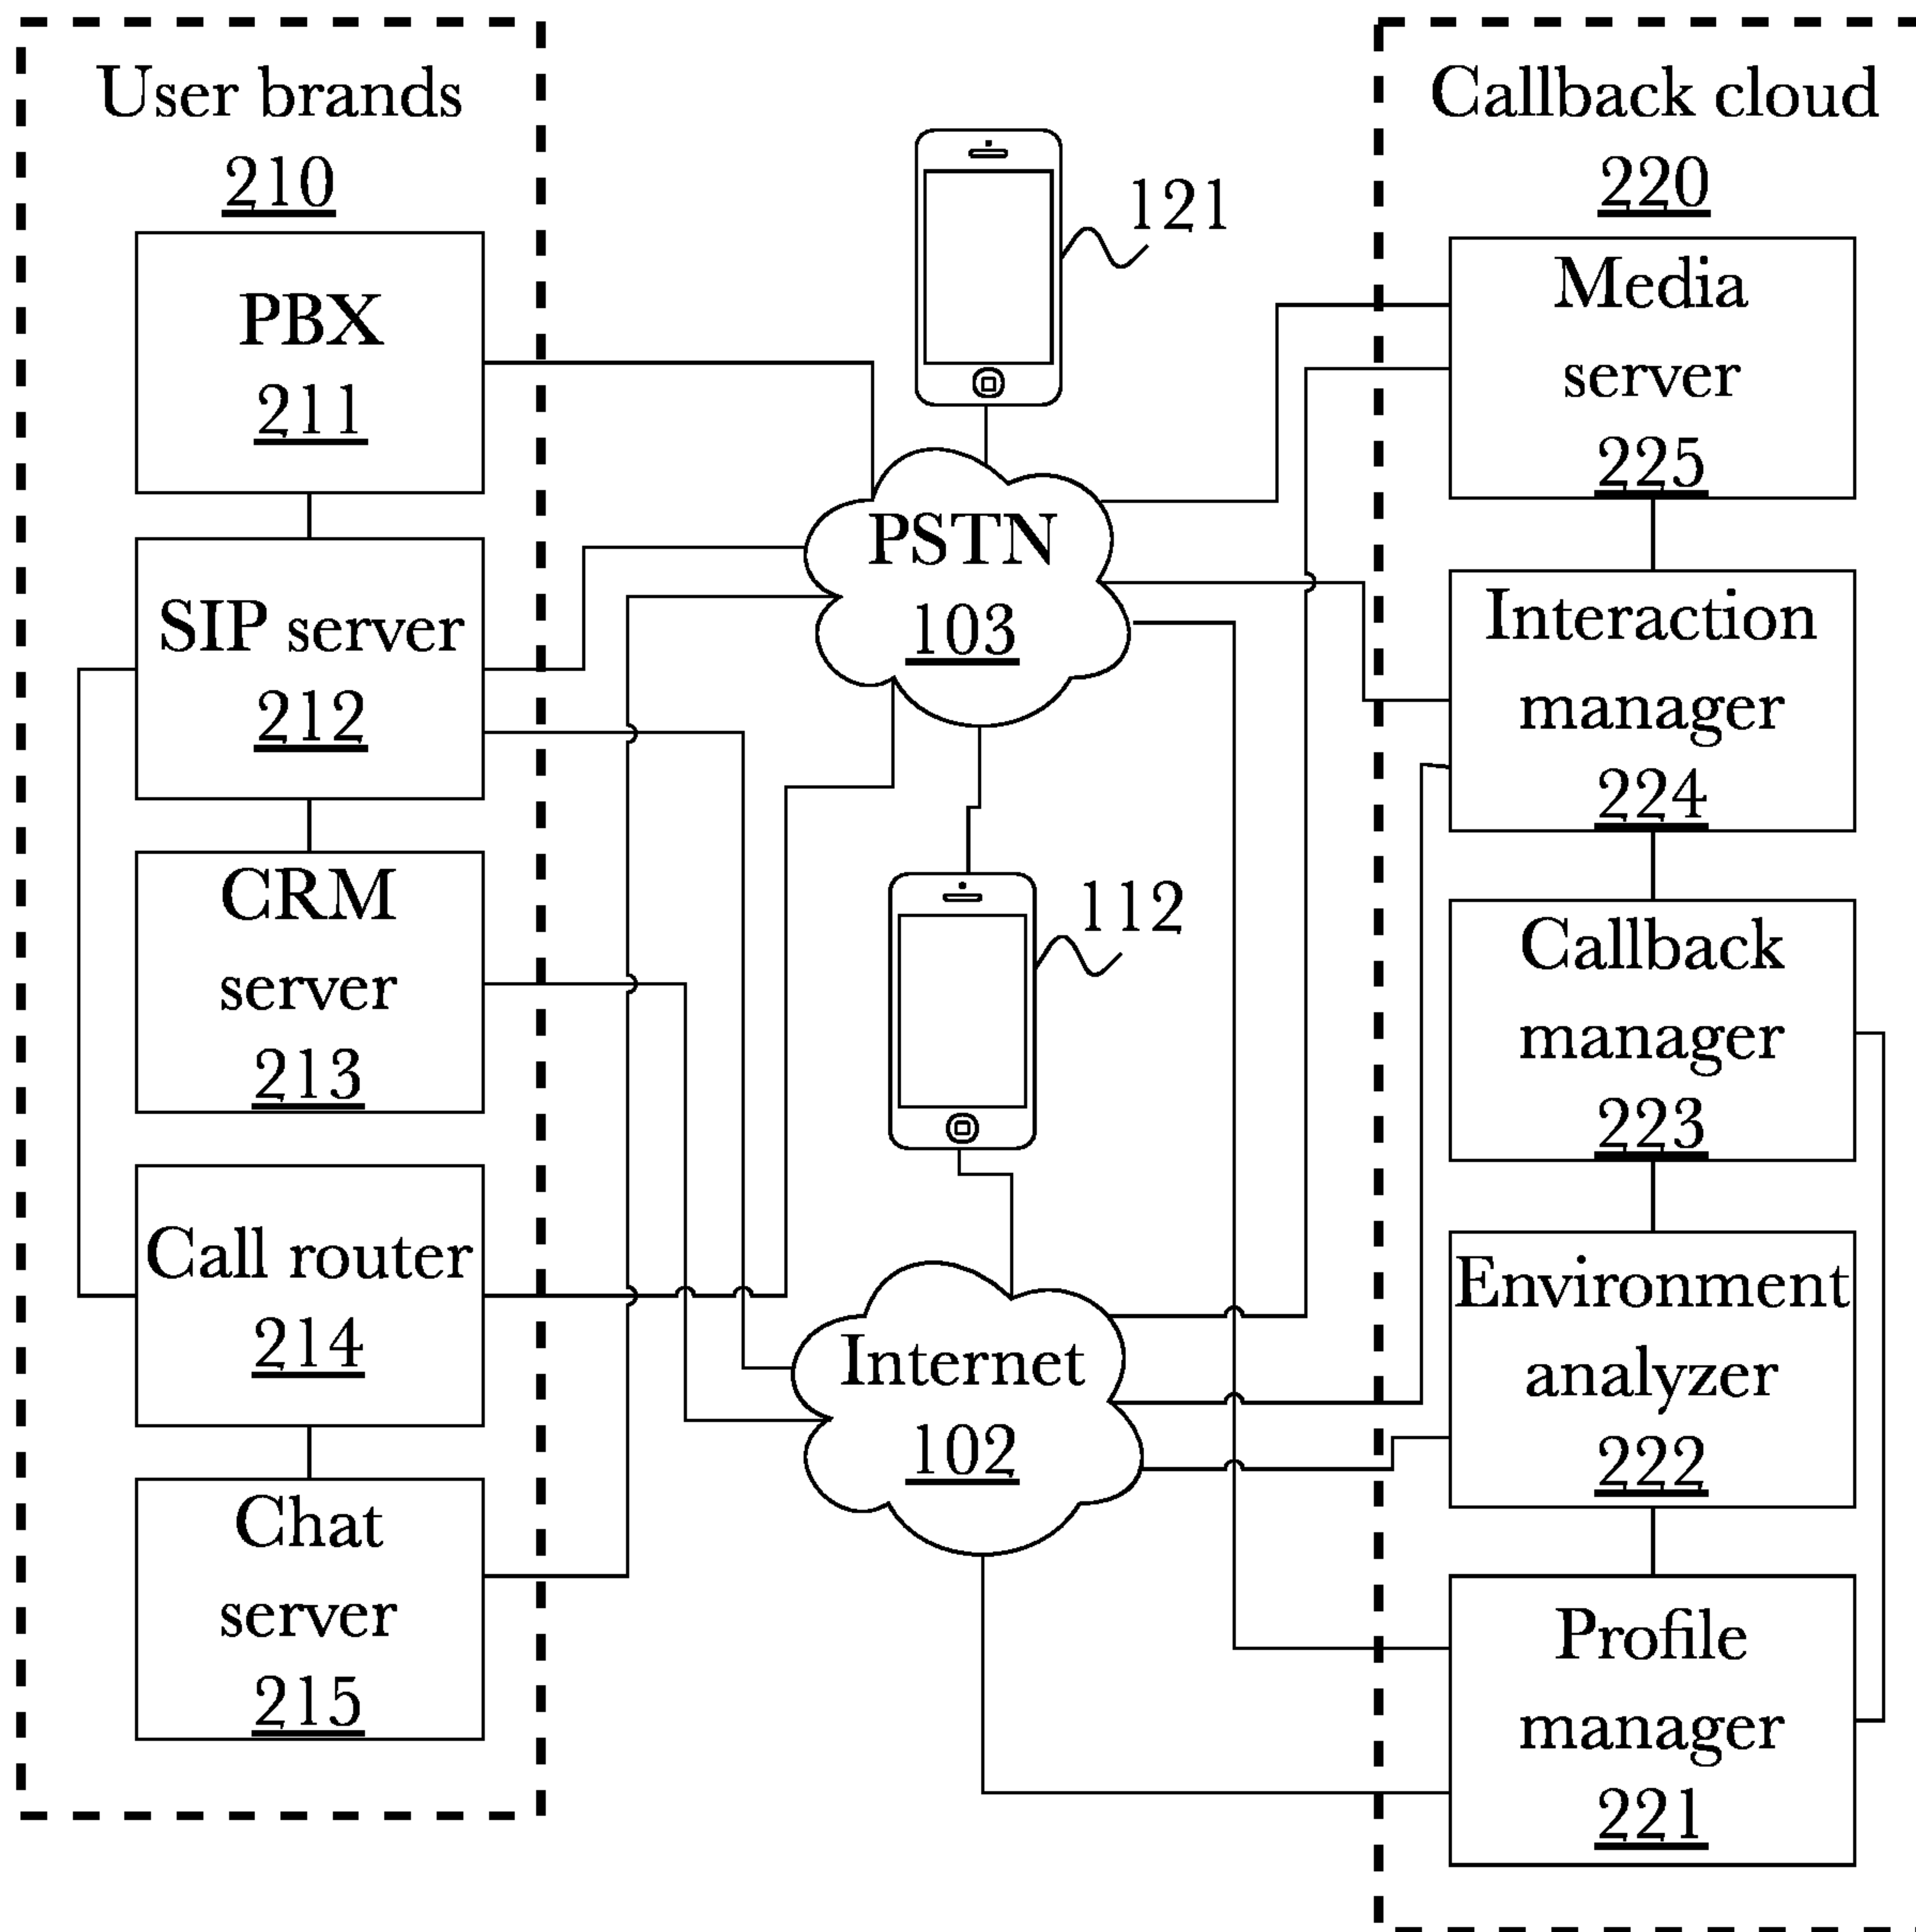 User brands
210
PBX
211
SIP server
212
CRM
server
213
Call router
214
Chat
server
215
121
PSTN
103
112
Internet
102
Callback cloud
220
Media
server
225
Interaction
manager
224
Callback
manager
223
Environment
analyzer
222
Profile
manager
221